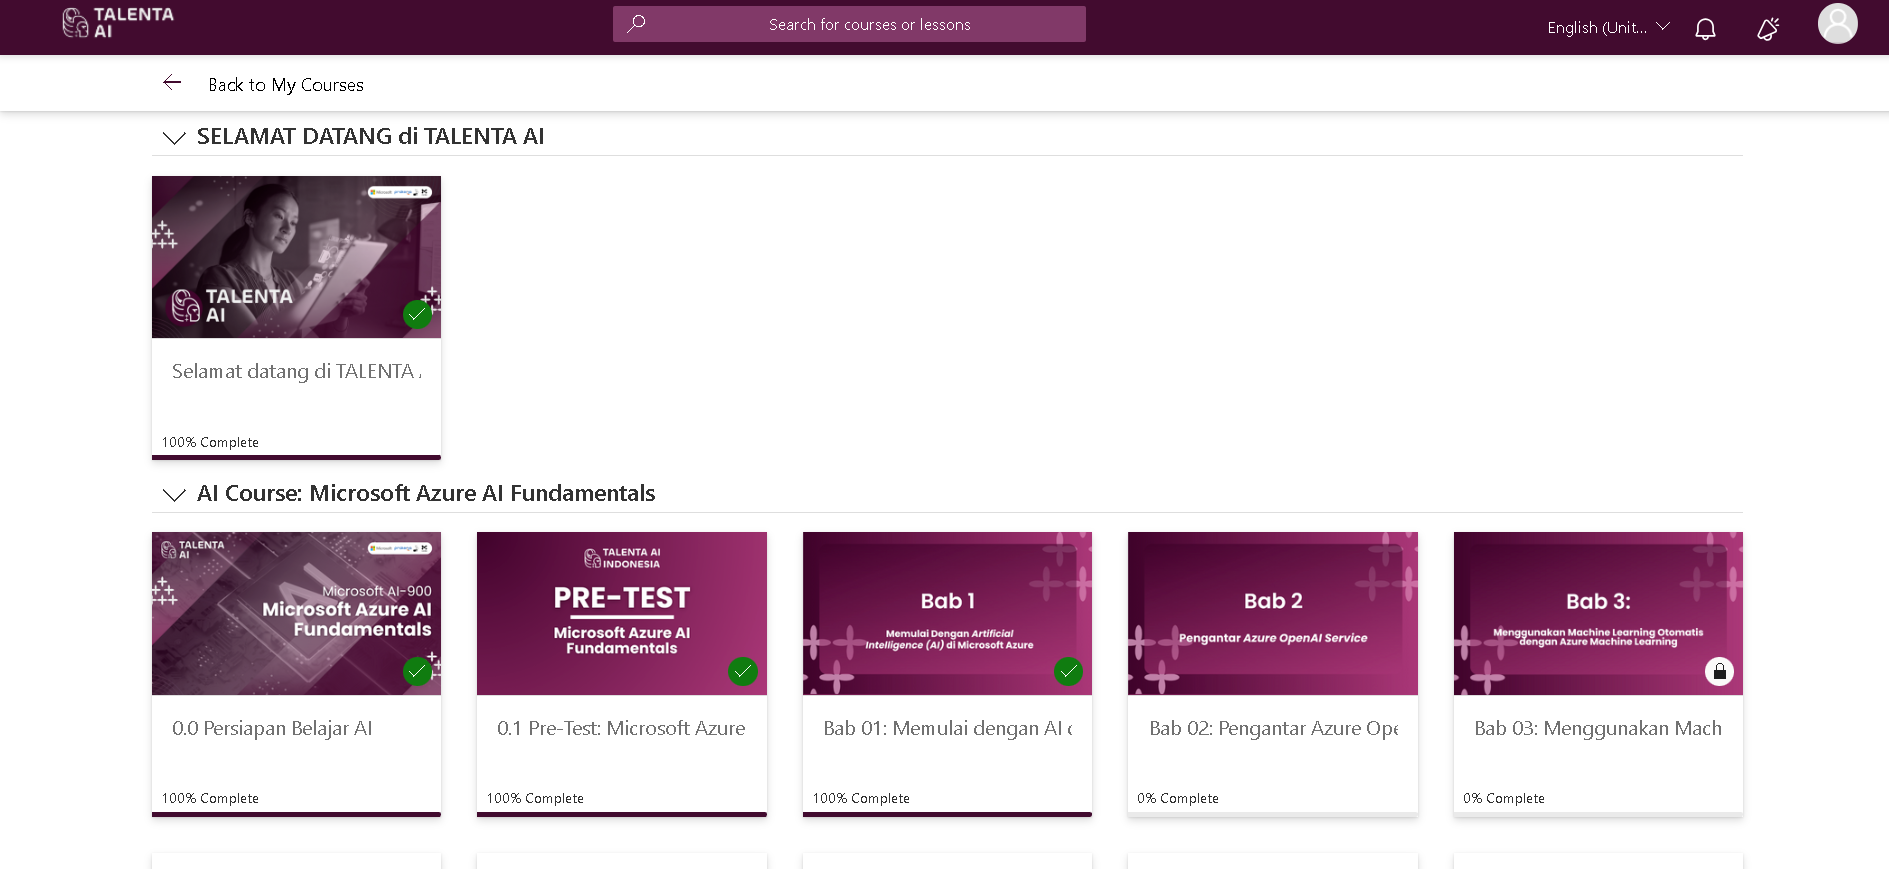 TALENTA
AI
Search for courses or lessons
English (Unit...
Back to My Courses
SELAMAT DATANG di TALENTA AI
Microsoft
TALENTA
AI
Selamat datang di TALENTA
100% Complete
AI Course: Microsoft Azure AI Fundamentals
TALENTA
AI
Microsoft
Microsoft AI-900
Microsoft Azure AI
Fundamentals
0.0 Persiapan Belajar AI
100% Complete
TALENTA AI
INDONESIA
PRE-TEST
Microsoft Azure AI
Fundamentals
0.1 Pre-Test: Microsoft Azure
100% Complete
Bab 1
Memulai Dengan Artificial
Intelligence (AI) di Microsoft Azure
Bab 01: Memulai dengan AI
100% Complete
Bab 2
Pengantar Azure OpenAI Service
Bab 02: Pengantar Azure Ope
0% Complete
Bab 3:
Menggunakan Machine Learning Otomatis
dengan Azure Machine Learning
Bab 03: Menggunakan Mach
0% Complete